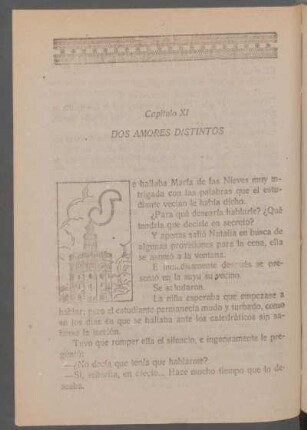 Capítulo XI
DOS AMORES DISTINTOS
Se hallaba María de las Nieves muy in-
trigada con las palabras que el estu-
diante vecino le había dicho.
¿Para qué desearía hablarle? ¿Qué
tendría que decirle en secreto?
Y apenas salió Natalia en busca de
algunas provisiones para la cena, ella
se asomó a la ventana.
E inmediatamente después se pre-
sentó en la suya su vecino.
Se saludaron.
La niña esperaba que empezase a
hablar; pero el estudiante permanecía mudo y turbado, como
en los días en que se hallaba ante los catedráticos sin sa-
berse la lección.
Tuvo que romper ella el silencio, e ingenuamente le pre-
guntó:
—¿No decía que tenía que hablarme?
—Sí, señorita, en efecto... Hace mucho tiempo que lo de-